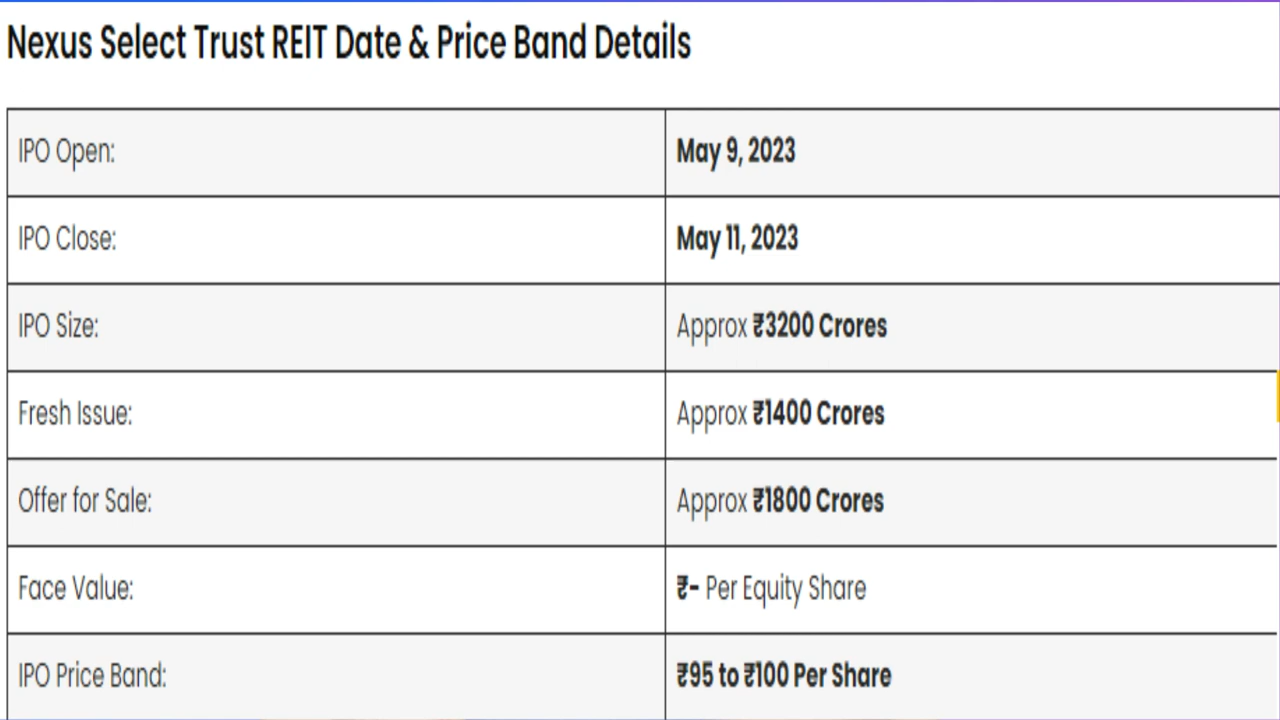 Nexus Select Trust REIT Date & Price Band Details
IPO Open: May 9, 2023
IPO Close: May 11, 2023
IPO Size: Approx ₹3200 Crores
Fresh Issue: Approx ₹1400 Crores
Offer for Sale: Approx ₹1800 Crores
Face Value: ₹- Per Equity Share
IPO Price Band: ₹95 to ₹100 Per Share